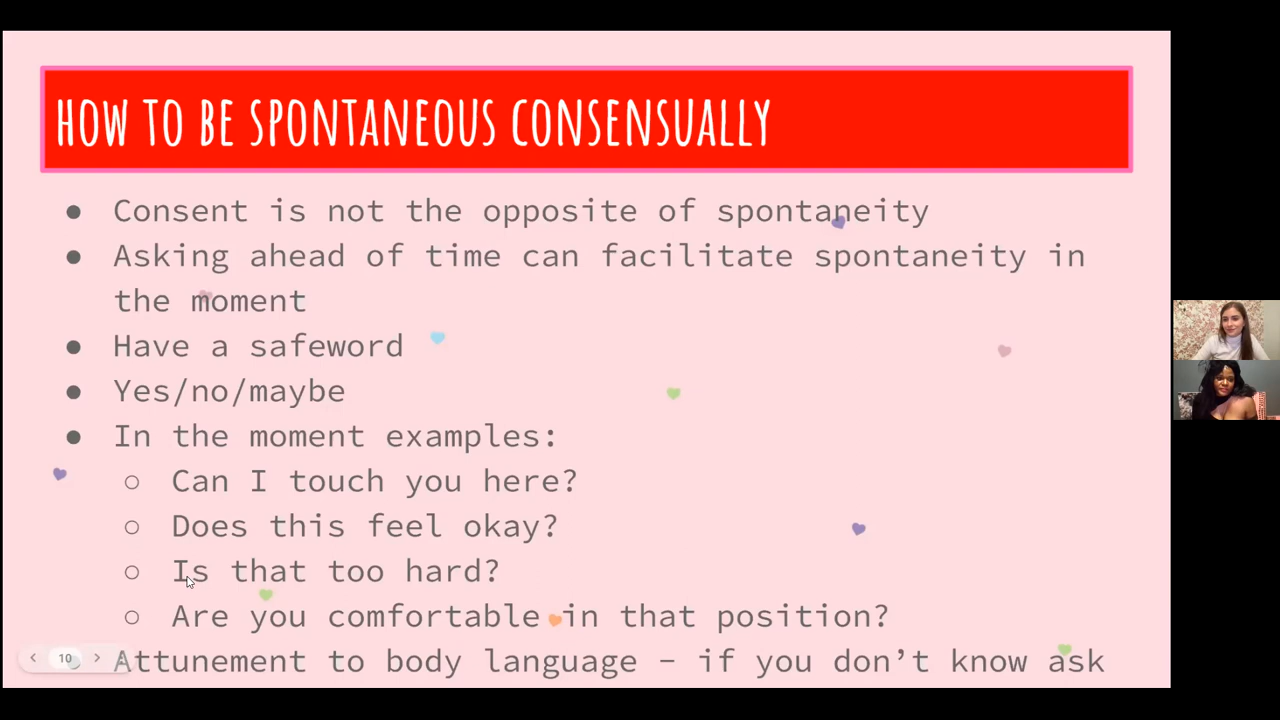 HOW TO BE SPONTANEOUS CONSENSUALLY
● Consent is not the opposite of spontaneity
● Asking ahead of time can facilitate spontaneity in
the moment
● Have a safeword
● Yes/no/maybe
● In the moment examples:
○ Can I touch you here?
○ Does this feel okay?
○ Is that too hard?
○ Are you comfortable in that position?
● Attunement to body language – if you don’t know ask
10